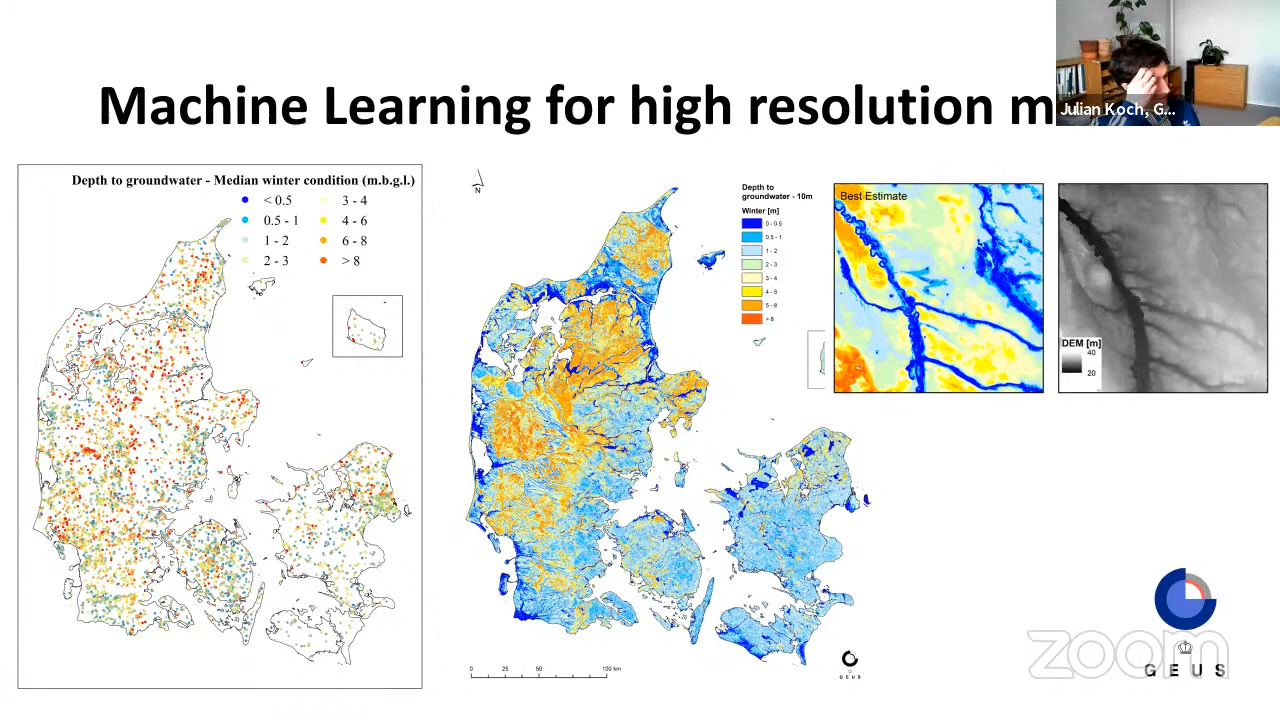 Machine Learning for high resolution m
Julian Koch, G...
Depth to groundwater - Median winter condition (m.b.g.l.)
< 0.5
3 - 4
0.5 - 1
4 - 6
1 - 2
6 - 8
2 - 3
> 8
N
Depth to
groundwater - 10m
Winter [m]
0 - 0.5
0.5 - 1
1 - 2
2 - 3
3 - 4
4 - 5
5 - 8
> 8
0 25 50 100 km
GEUS
Best Estimate
DEM [m]
40
20
zoom
GEUS